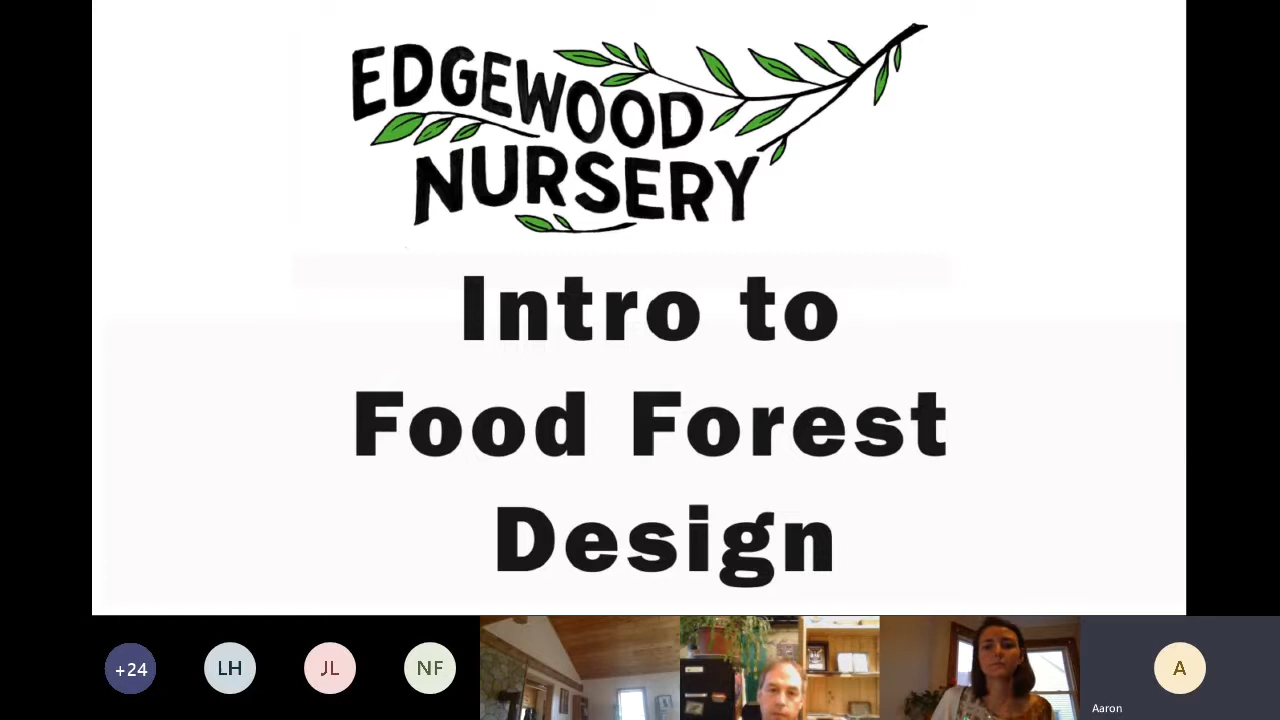 EDGEWOOD
NURSERY
Intro to
Food Forest
Design
+24
LH
JL
NF
A
Aaron